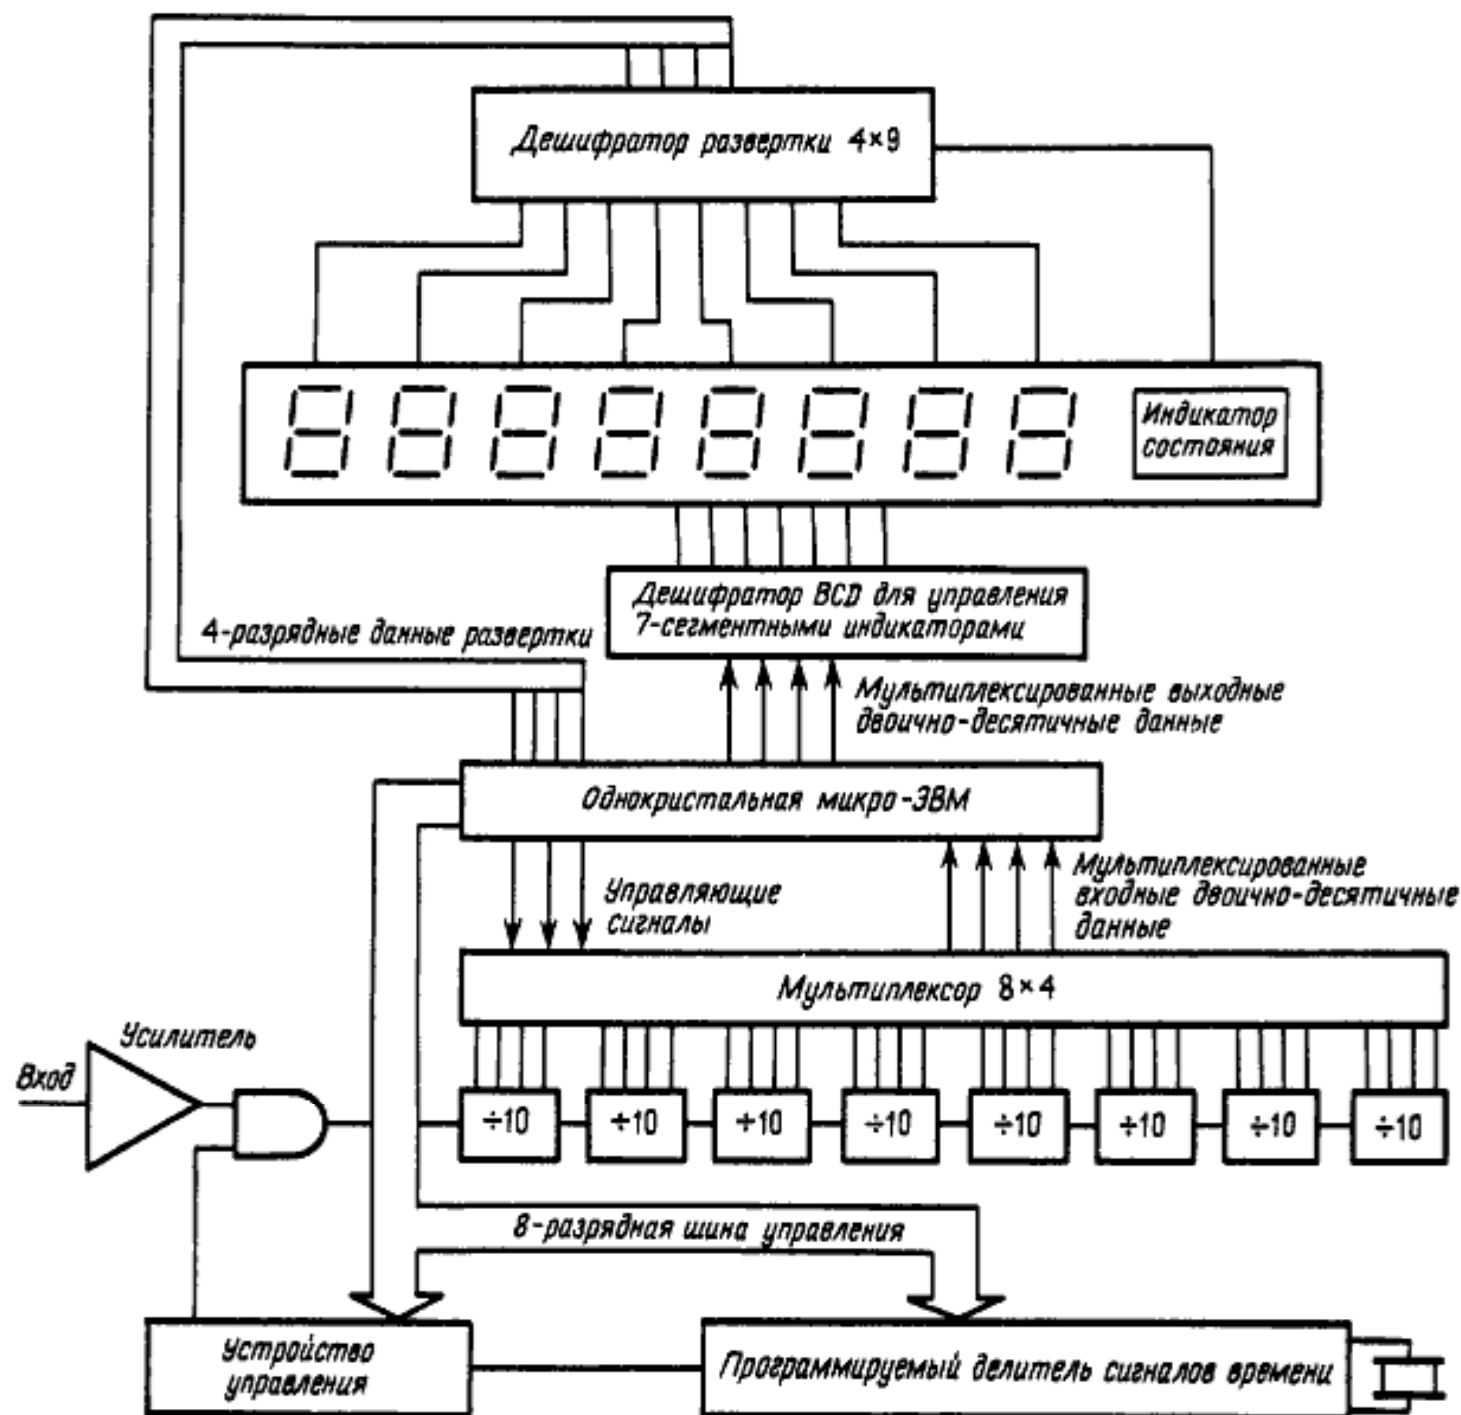 Дешифратор развертки 4×9
Индикатор
состояния
Дешифратор BCD для управления
7-сегментными индикаторами
4-разрядные данные развертки
Мультиплексированные выходные
двоично-десятичные данные
Однокристальная микро-ЭВМ
Управляющие
сигналы
Мультиплексированные
входные двоично-десятичные
данные
Мультиплексор 8×4
Усилитель
Вход
÷10 ÷10 ÷10 ÷10 ÷10 ÷10 ÷10 ÷10
8-разрядная шина управления
Устройство
управления
Программируемый делитель сигналов времени